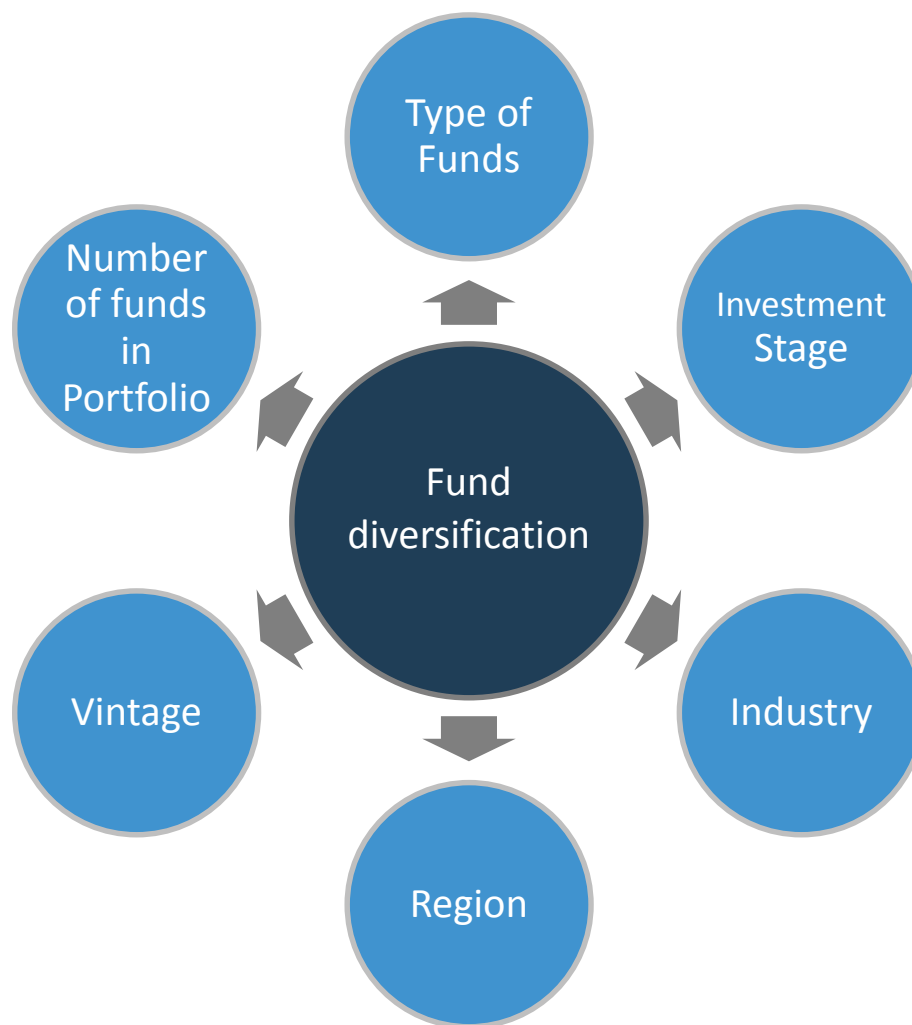 Type of
Funds
Number
of funds
in
Portfolio
Investment
Stage
Fund
diversification
Vintage
Industry
Region